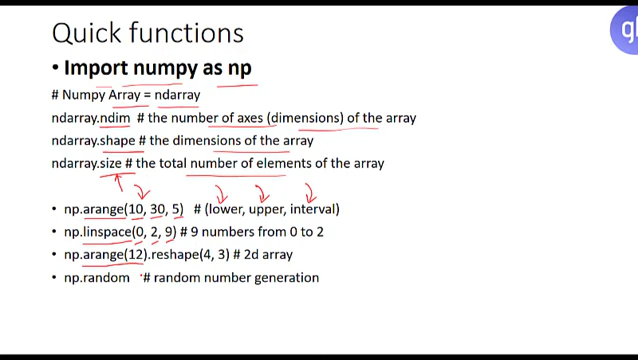 Quick functions
• Import numpy as np
# Numpy Array = ndarray
ndarray.ndim # the number of axes (dimensions) of the array
ndarray.shape # the dimensions of the array
ndarray.size # the total number of elements of the array
• np.arange(10, 30, 5) # (lower, upper, interval)
• np.linspace(0, 2, 9) # 9 numbers from 0 to 2
• np.arange(12).reshape(4, 3) # 2d array
• np.random # random number generation